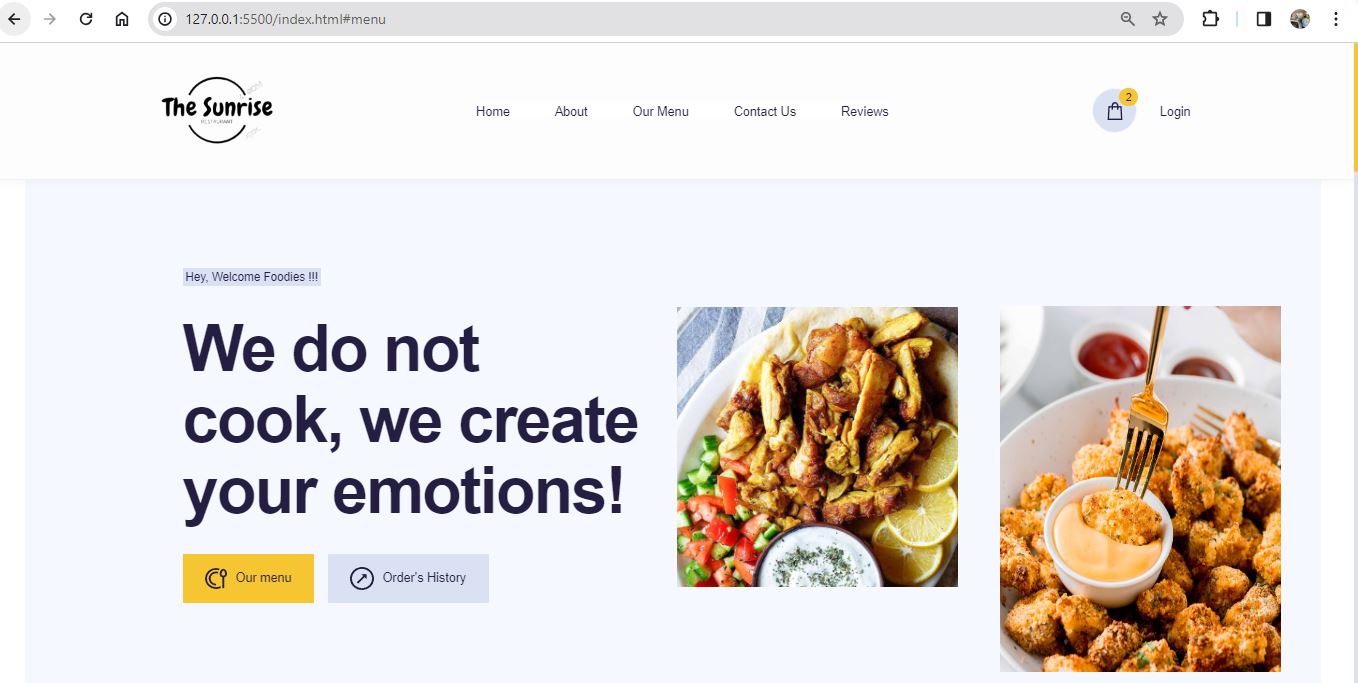 127.0.0.1:5500/index.html#menu
The Sunrise
RESTAURANT
Home About Our Menu Contact Us Reviews
2
Login
Hey, Welcome Foodies !!!
We do not
cook, we create
your emotions!
Our menu Order's History